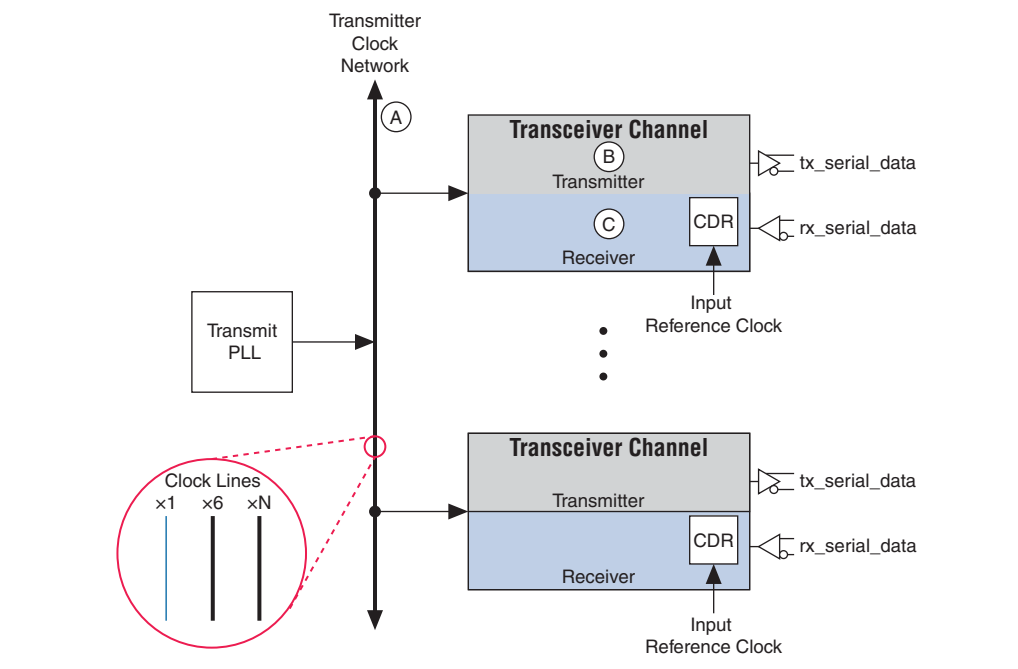 Transmitter
Clock
Network
A
Transceiver Channel
B
Transmitter
tx_serial_data
C
CDR
rx_serial_data
Receiver
Input
Reference Clock
Transmit
PLL
Transceiver Channel
Transmitter
tx_serial_data
CDR
rx_serial_data
Receiver
Input
Reference Clock
Clock Lines
×1 ×6 ×N